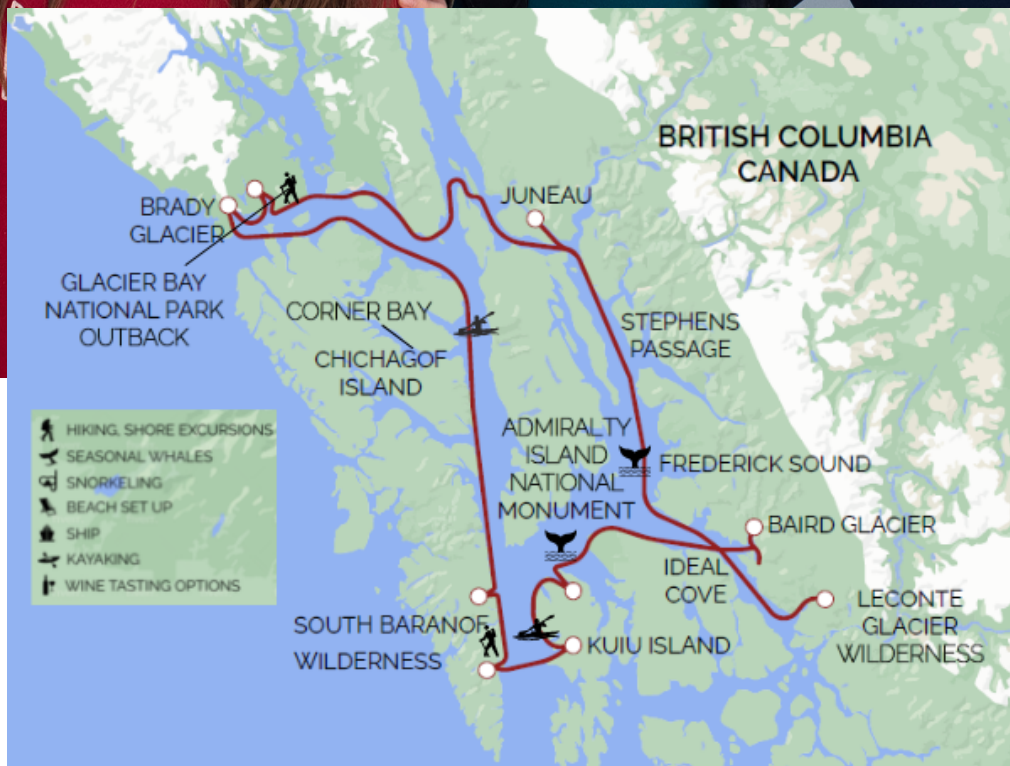 BRITISH COLUMBIA
CANADA
JUNEAU
BRADY
GLACIER
GLACIER BAY
NATIONAL PARK
OUTBACK
CORNER BAY
CHICHAGOF
ISLAND
STEPHENS
PASSAGE
ADMIRALTY
ISLAND
NATIONAL
MONUMENT
FREDERICK SOUND
BAIRD GLACIER
IDEAL
COVE
LECONTE
GLACIER
WILDERNESS
SOUTH BARANOF
WILDERNESS
KUIU ISLAND
HIKING, SHORE EXCURSIONS
SEASONAL WHALES
SNORKELING
BEACH SET UP
SHIP
KAYAKING
WINE TASTING OPTIONS